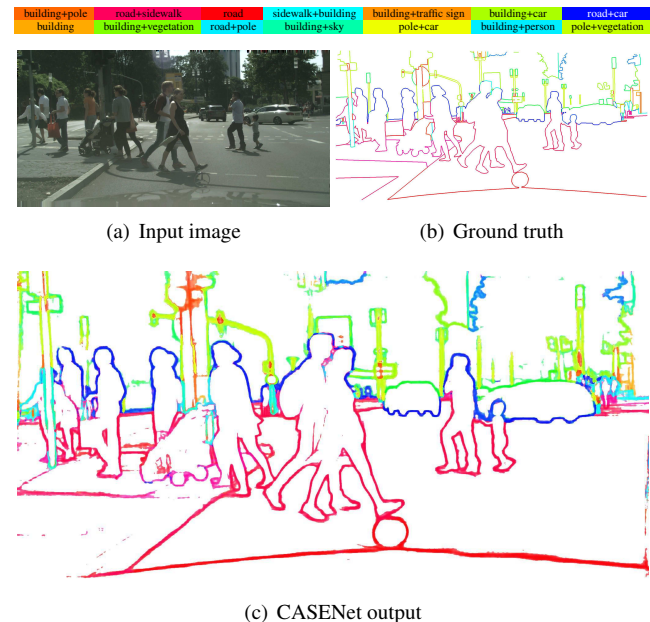 building+pole road+sidewalk road sidewalk+building building+traffic sign building+car road+car
building building+vegetation road+pole building+sky pole+car building+person pole+vegetation
(a) Input image (b) Ground truth
(c) CASENet output